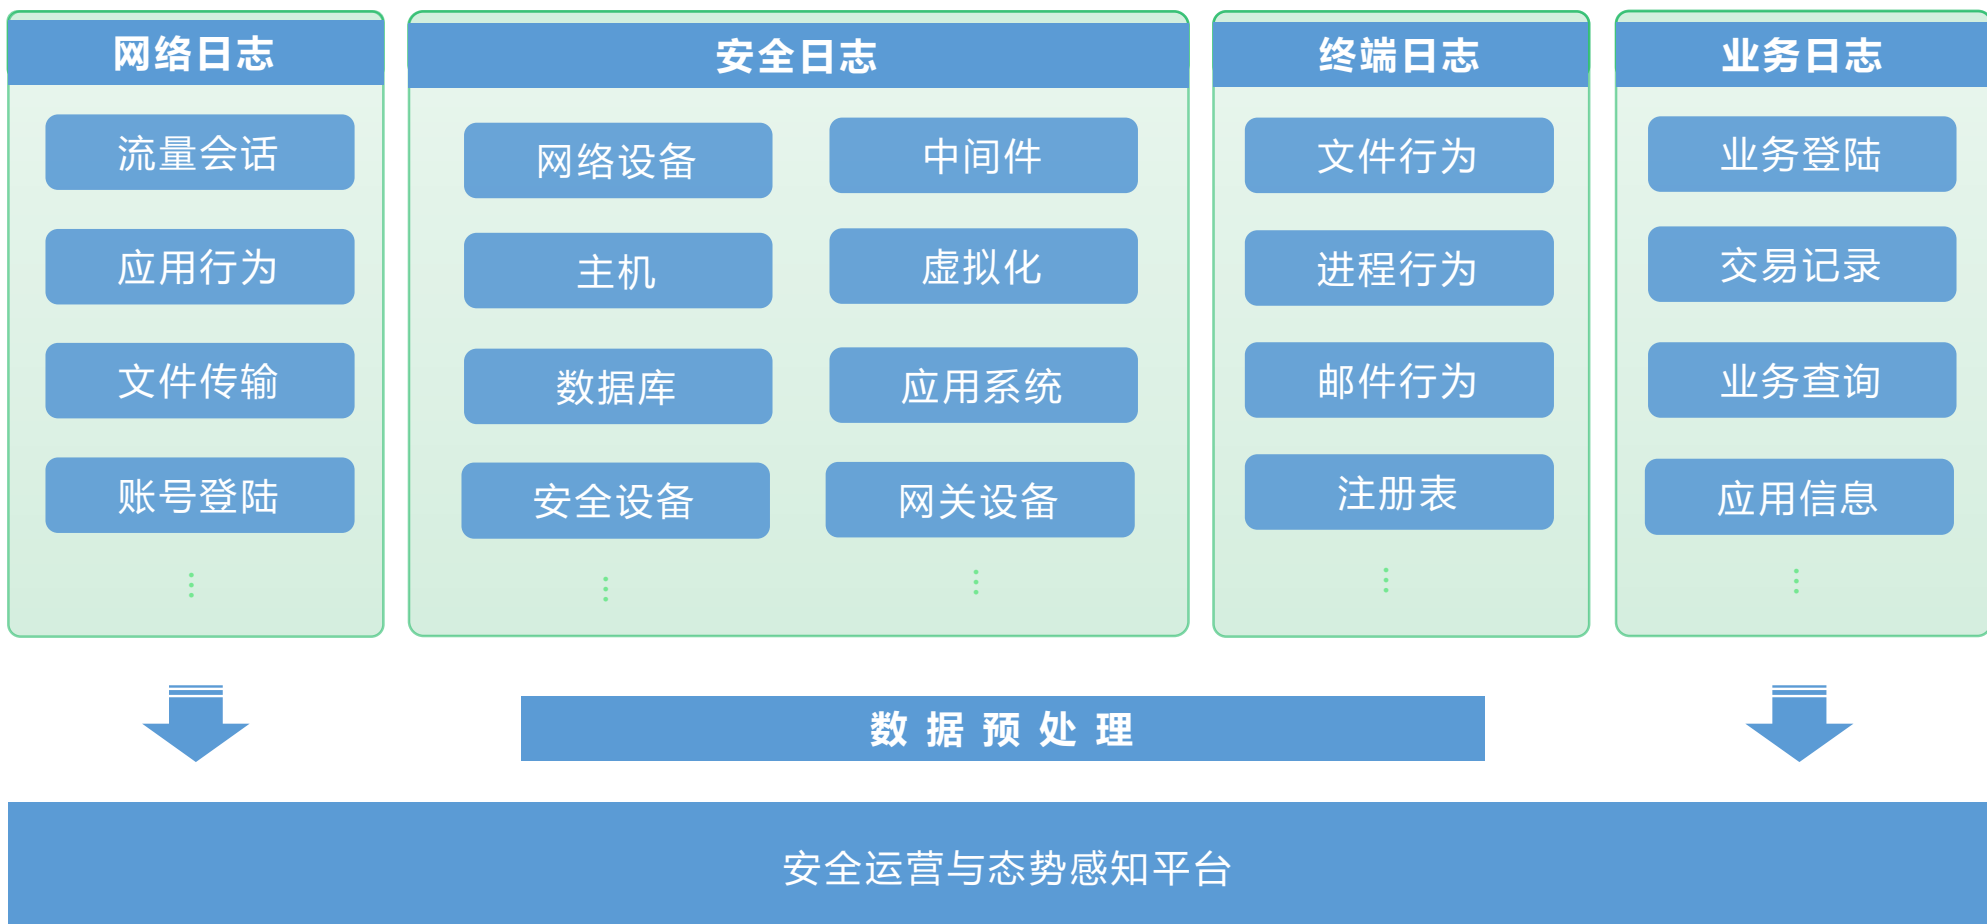 网络日志
流量会话
应用行为
文件传输
账号登陆
安全日志
网络设备
中间件
主机
虚拟化
数据库
应用系统
安全设备
网关设备
终端日志
文件行为
进程行为
邮件行为
注册表
业务日志
业务登陆
交易记录
业务查询
应用信息
数据预处理
安全运营与态势感知平台